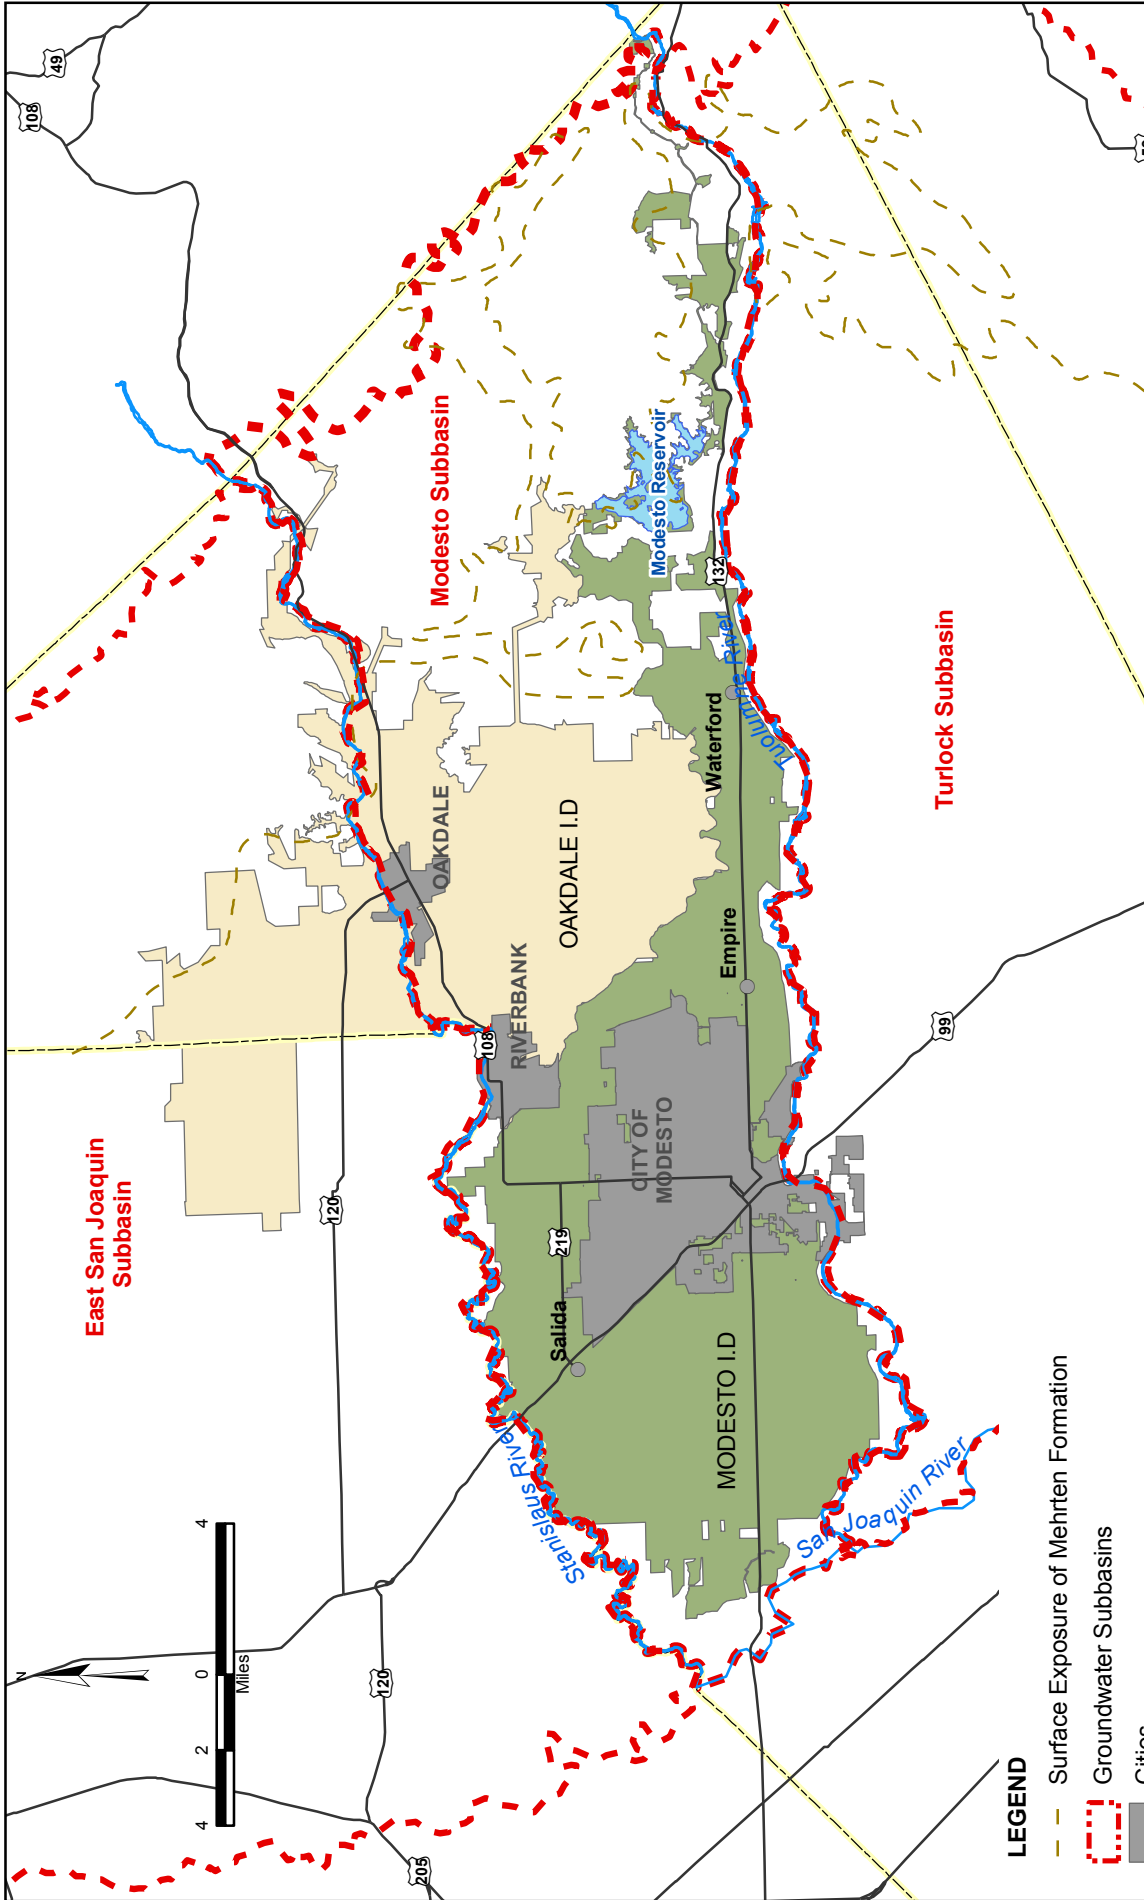 49
108
East San Joaquin
Subbasin
120
Modesto Subbasin
OAKDALE
OAKDALE I.D
RIVERBANK
108
Modesto Reservoir
132
Tuolumne River
Waterford
Empire
Turlock Subbasin
99
CITY OF
MODESTO
219
Salida
MODESTO I.D
Stanislaus River
San Joaquin River
120
205
N
4 2 0 4
Miles
LEGEND
Surface Exposure of Mehrten Formation
Groundwater Subbasins
Cities